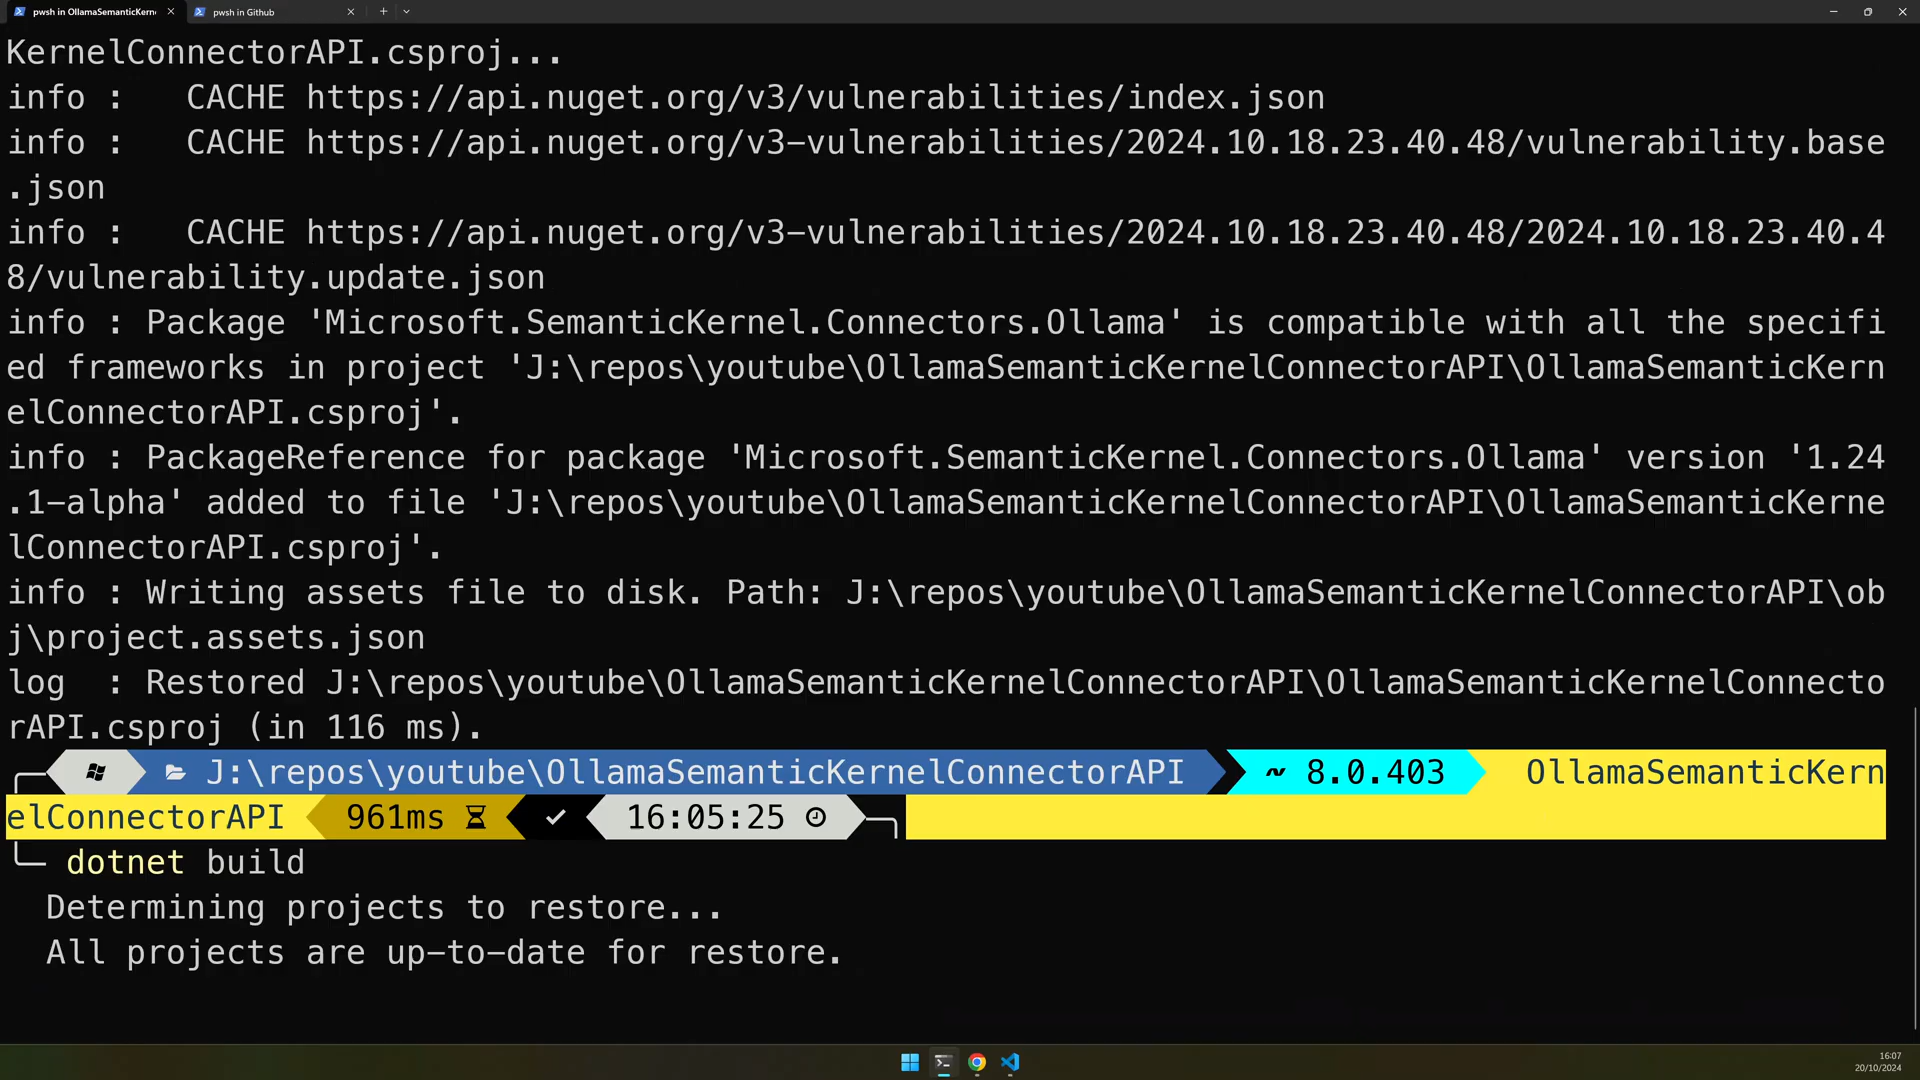 pwsh in OllamaSemanticKerne
pwsh in Github
KernelConnectorAPI.csproj...
info :   CACHE https://api.nuget.org/v3/vulnerabilities/index.json
info :   CACHE https://api.nuget.org/v3-vulnerabilities/2024.10.18.23.40.48/vulnerability.base
.json
info :   CACHE https://api.nuget.org/v3-vulnerabilities/2024.10.18.23.40.48/2024.10.18.23.40.4
8/vulnerability.update.json
info : Package 'Microsoft.SemanticKernel.Connectors.Ollama' is compatible with all the specifi
ed frameworks in project 'J:\repos\youtube\OllamaSemanticKernelConnectorAPI\OllamaSemanticKern
elConnectorAPI.csproj'.
info : PackageReference for package 'Microsoft.SemanticKernel.Connectors.Ollama' version '1.24
.1-alpha' added to file 'J:\repos\youtube\OllamaSemanticKernelConnectorAPI\OllamaSemanticKerne
lConnectorAPI.csproj'.
info : Writing assets file to disk. Path: J:\repos\youtube\OllamaSemanticKernelConnectorAPI\ob
j\project.assets.json
log  : Restored J:\repos\youtube\OllamaSemanticKernelConnectorAPI\OllamaSemanticKernelConnecto
rAPI.csproj (in 116 ms).
J:\repos\youtube\OllamaSemanticKernelConnectorAPI ~ 8.0.403 OllamaSemanticKern
elConnectorAPI 961ms 16:05:25
dotnet build
Determining projects to restore...
All projects are up-to-date for restore.
16:07
20/10/2024